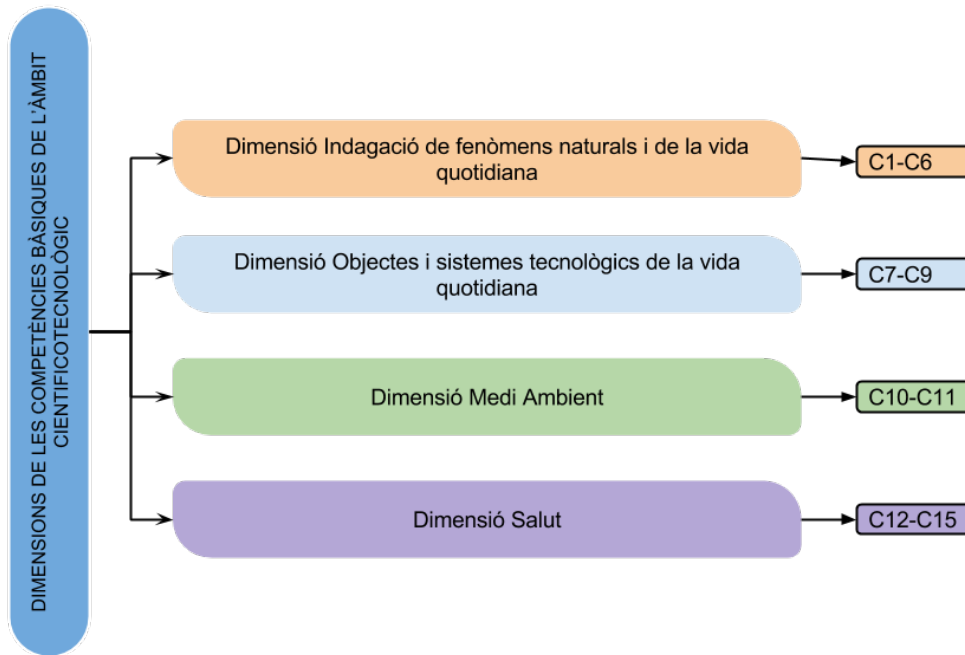 DIMENSIONS DE LES COMPETÈNCIES BÀSIQUES DE L'ÀMBIT
CIENTIFICOTECNOLÒGIC
Dimensió Indagació de fenòmens naturals i de la vida
quotidiana
C1-C6
Dimensió Objectes i sistemes tecnològics de la vida
quotidiana
C7-C9
Dimensió Medi Ambient
C10-C11
Dimensió Salut
C12-C15